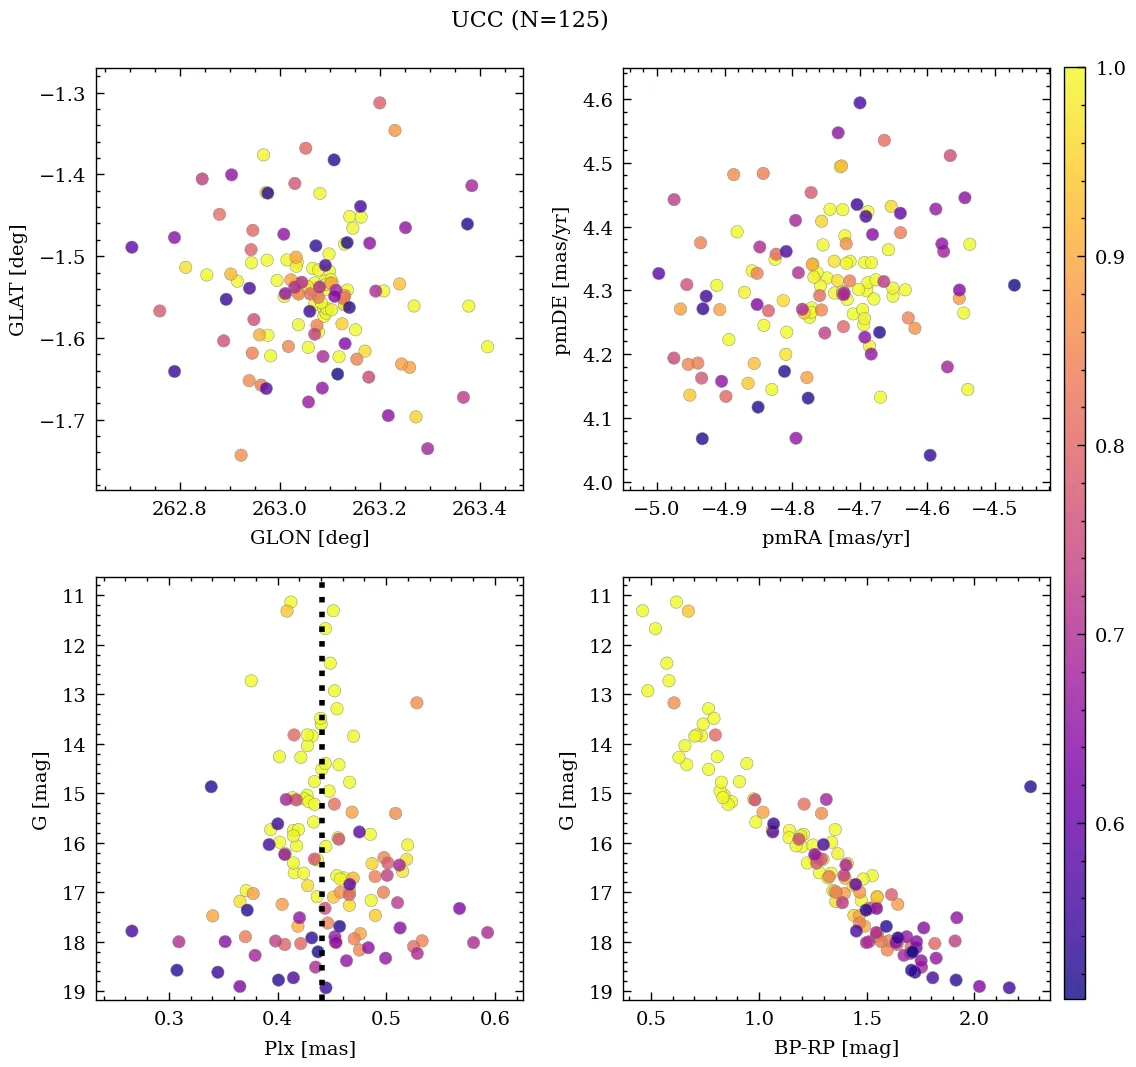 UCC (N=125)
−1.3
−1.4
−1.5
−1.6
−1.7
GLAT [deg]
262.8 263.0 263.2 263.4
GLON [deg]
4.6
4.5
4.4
4.3
4.2
4.1
4.0
pmDE [mas/yr]
−5.0 −4.9 −4.8 −4.7 −4.6 −4.5
pmRA [mas/yr]
1.0
0.9
0.8
0.7
0.6
11
12
13
14
15
16
17
18
19
G [mag]
0.3 0.4 0.5 0.6
Plx [mas]
11
12
13
14
15
16
17
18
19
G [mag]
0.5 1.0 1.5 2.0
BP-RP [mag]